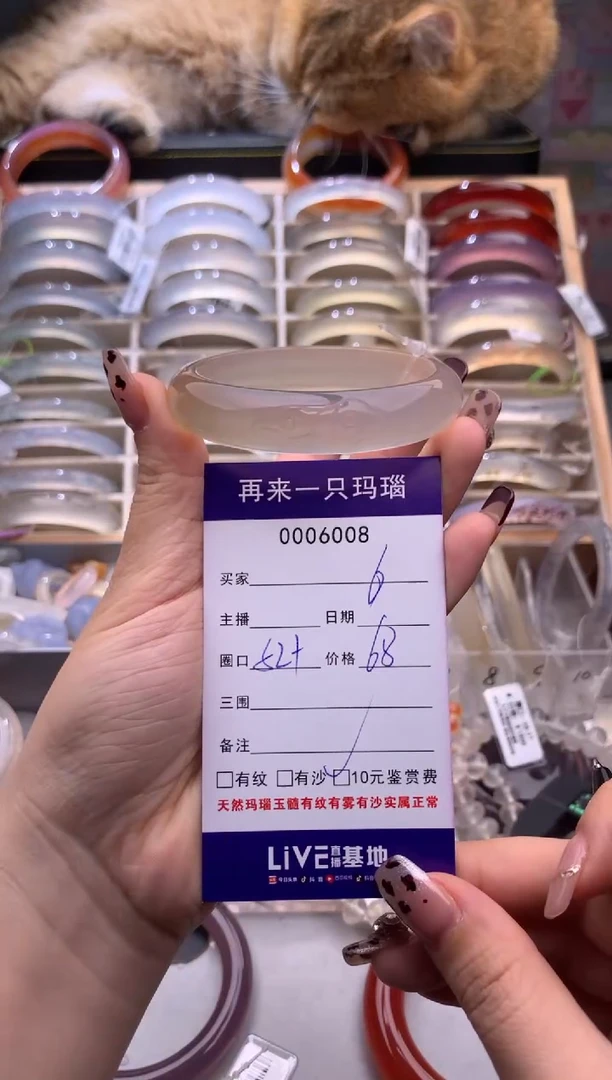 再来一只玛瑙
0006008
买家 6
主播 日期
圈口 52+ 价格 68
三围
备注
□有纹 □有沙 □10元鉴赏费
天然玛瑙玉髓有纹有雾有沙实属正常
LiVE直播基地
8
10